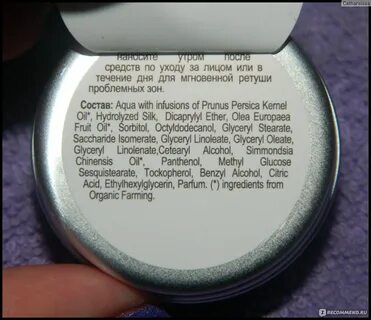 Catharinizas
наносите утром после
средств по уходу за лицом или в
течение дня для мгновенной ретуши
проблемных зон.
Состав: Aqua with infusions of Prunus Persica Kernel
Oil*, Hydrolyzed Silk, Dicaprylyl Ether, Olea Europaea
Fruit Oil*, Sorbitol, Octyldodecanol, Glyceryl Stearate,
Saccharide Isomerate, Glyceryl Linoleate, Glyceryl Oleate,
Glyceryl Linolenate,Cetearyl Alcohol, Simmondsia
Chinensis Oil*, Panthenol, Methyl Glucose
Sesquistearate, Tockopherol, Benzyl Alcohol, Citric
Acid, Ethylhexylglycerin, Parfum. (*) ingredients from
Organic Farming.
RECOMMEND.RU